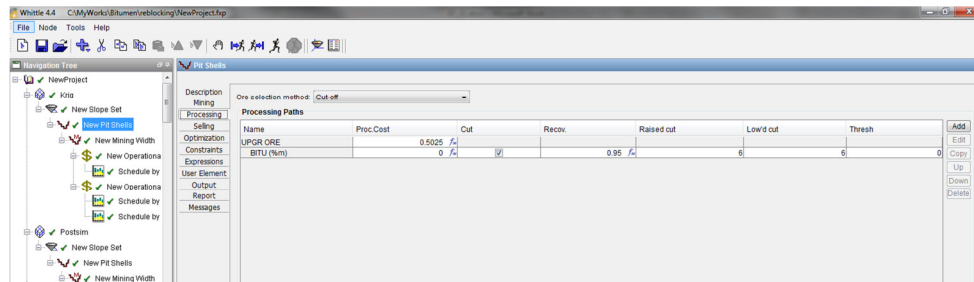 Whittle 4.4 C:\MyWorks\Bitumen\reblocking\NewProject.fxp
File Node Tools Help
Navigation Tree
Pit Shells
NewProject
Krig
New Slope Set
New Pit Shells
New Mining Width
New Operationa
Schedule by
New Operationa
Schedule by
Schedule by
Postsim
New Slope Set
New Pit Shells
New Mining Width
Description
Mining
Processing
Selling
Optimization
Constraints
Expressions
User Element
Output
Report
Messages
Ore selection method: Cut-off
Processing Paths
Name Proc.Cost Cut Recov. Raised cut Low'd cut Thresh
UPGR ORE 0.5025 fx
BITU (%m) 0 fx 0.95 fx 6 6 0
Add
Edit
Copy
Up
Down
Delete